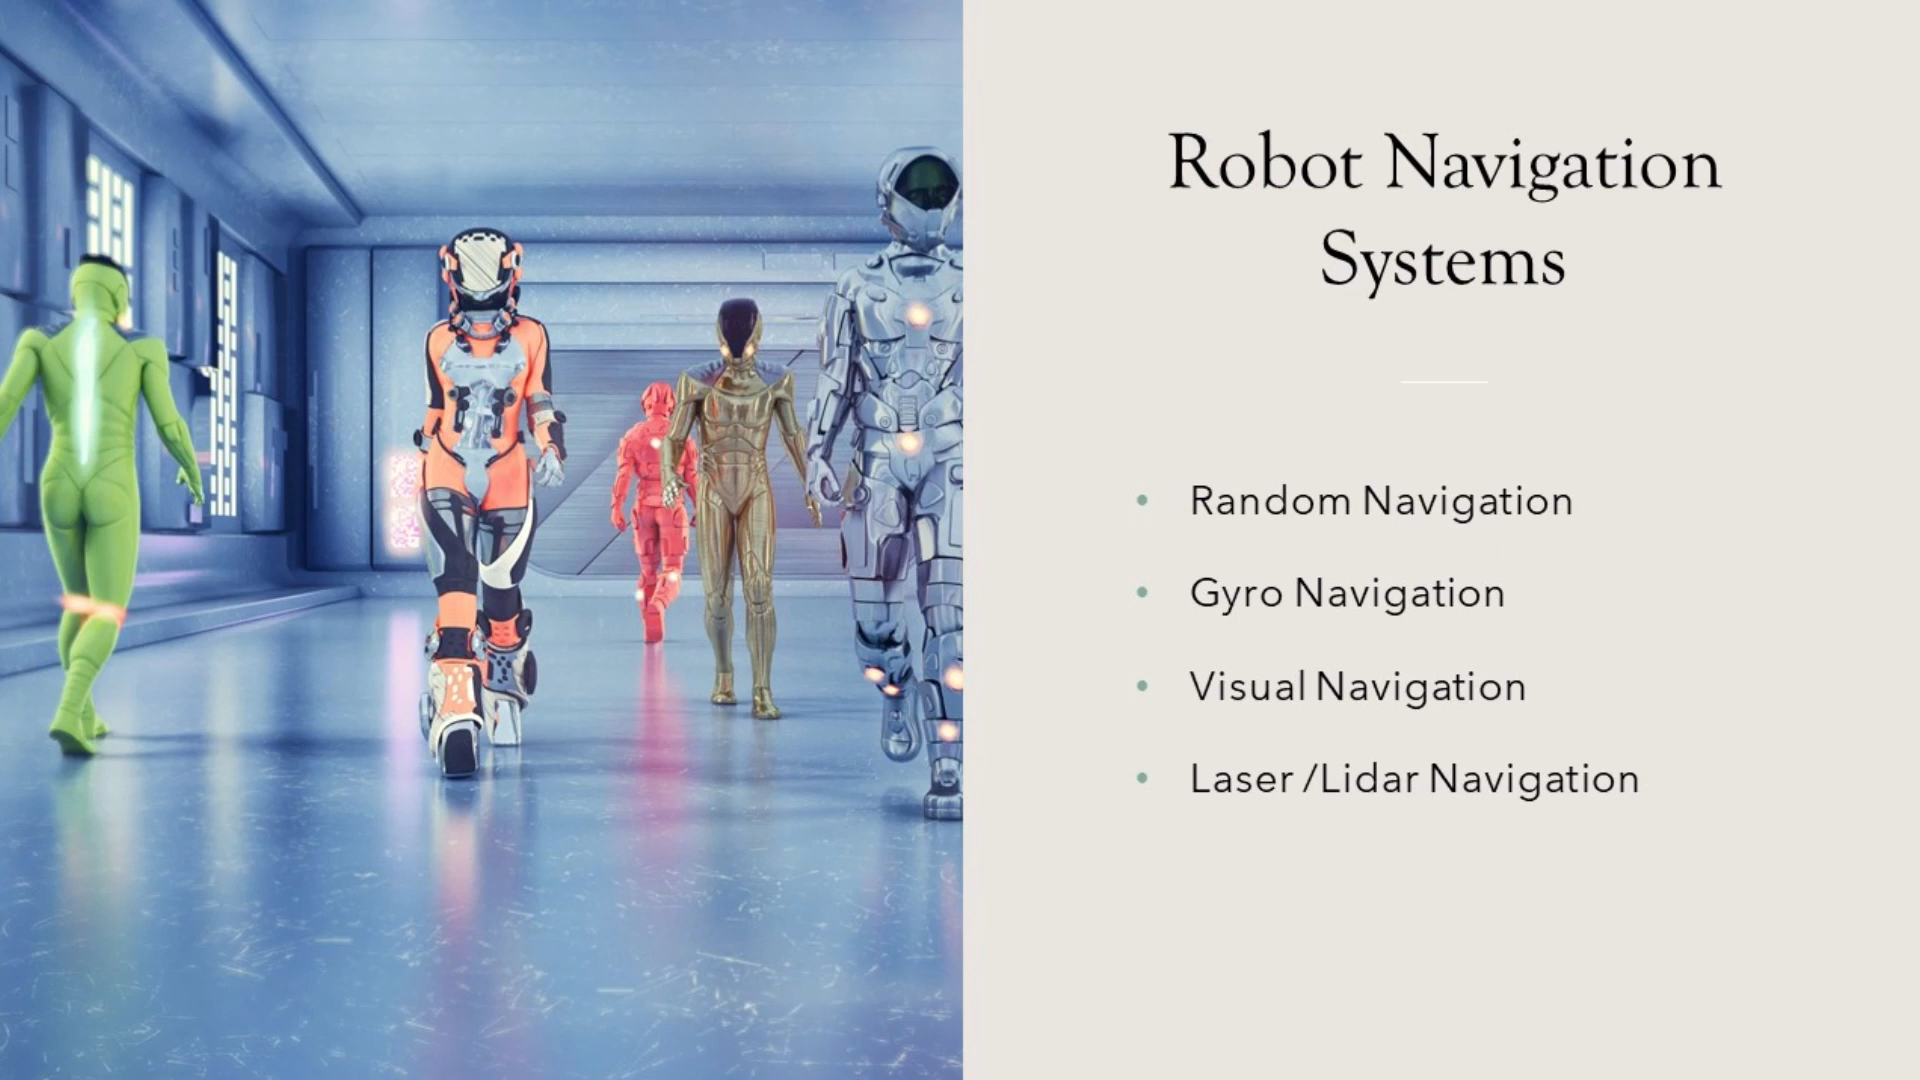 Robot Navigation
Systems
Random Navigation
Gyro Navigation
Visual Navigation
Laser /Lidar Navigation